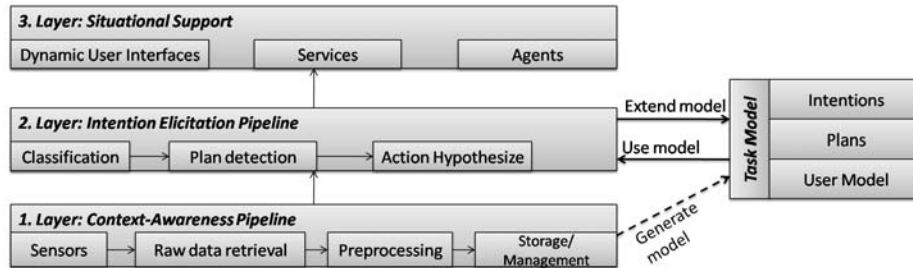 3. Layer: Situational Support
Dynamic User Interfaces
Services
Agents
2. Layer: Intention Elicitation Pipeline
Classification
Plan detection
Action Hypothesize
1. Layer: Context-Awareness Pipeline
Sensors
Raw data retrieval
Preprocessing
Storage/
Management
Extend model
Use model
Generate
model
Task Model
Intentions
Plans
User Model